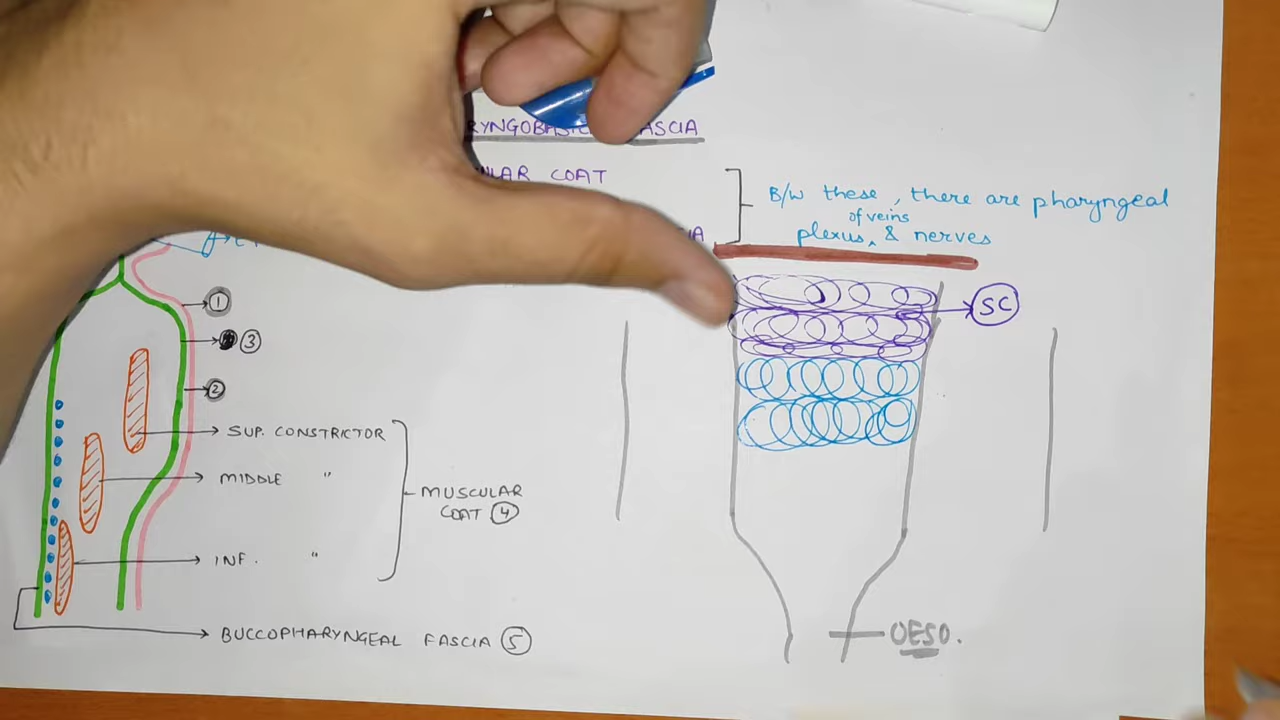 COAT
B/W these, there are pharyngeal
of veins
plexus, & nerves
1
3
2
SC
SUP. CONSTRICTOR
MIDDLE "
MUSCULAR
COAT 4
INF. "
BUCCOPHARYNGEAL FASCIA 5
OESO.